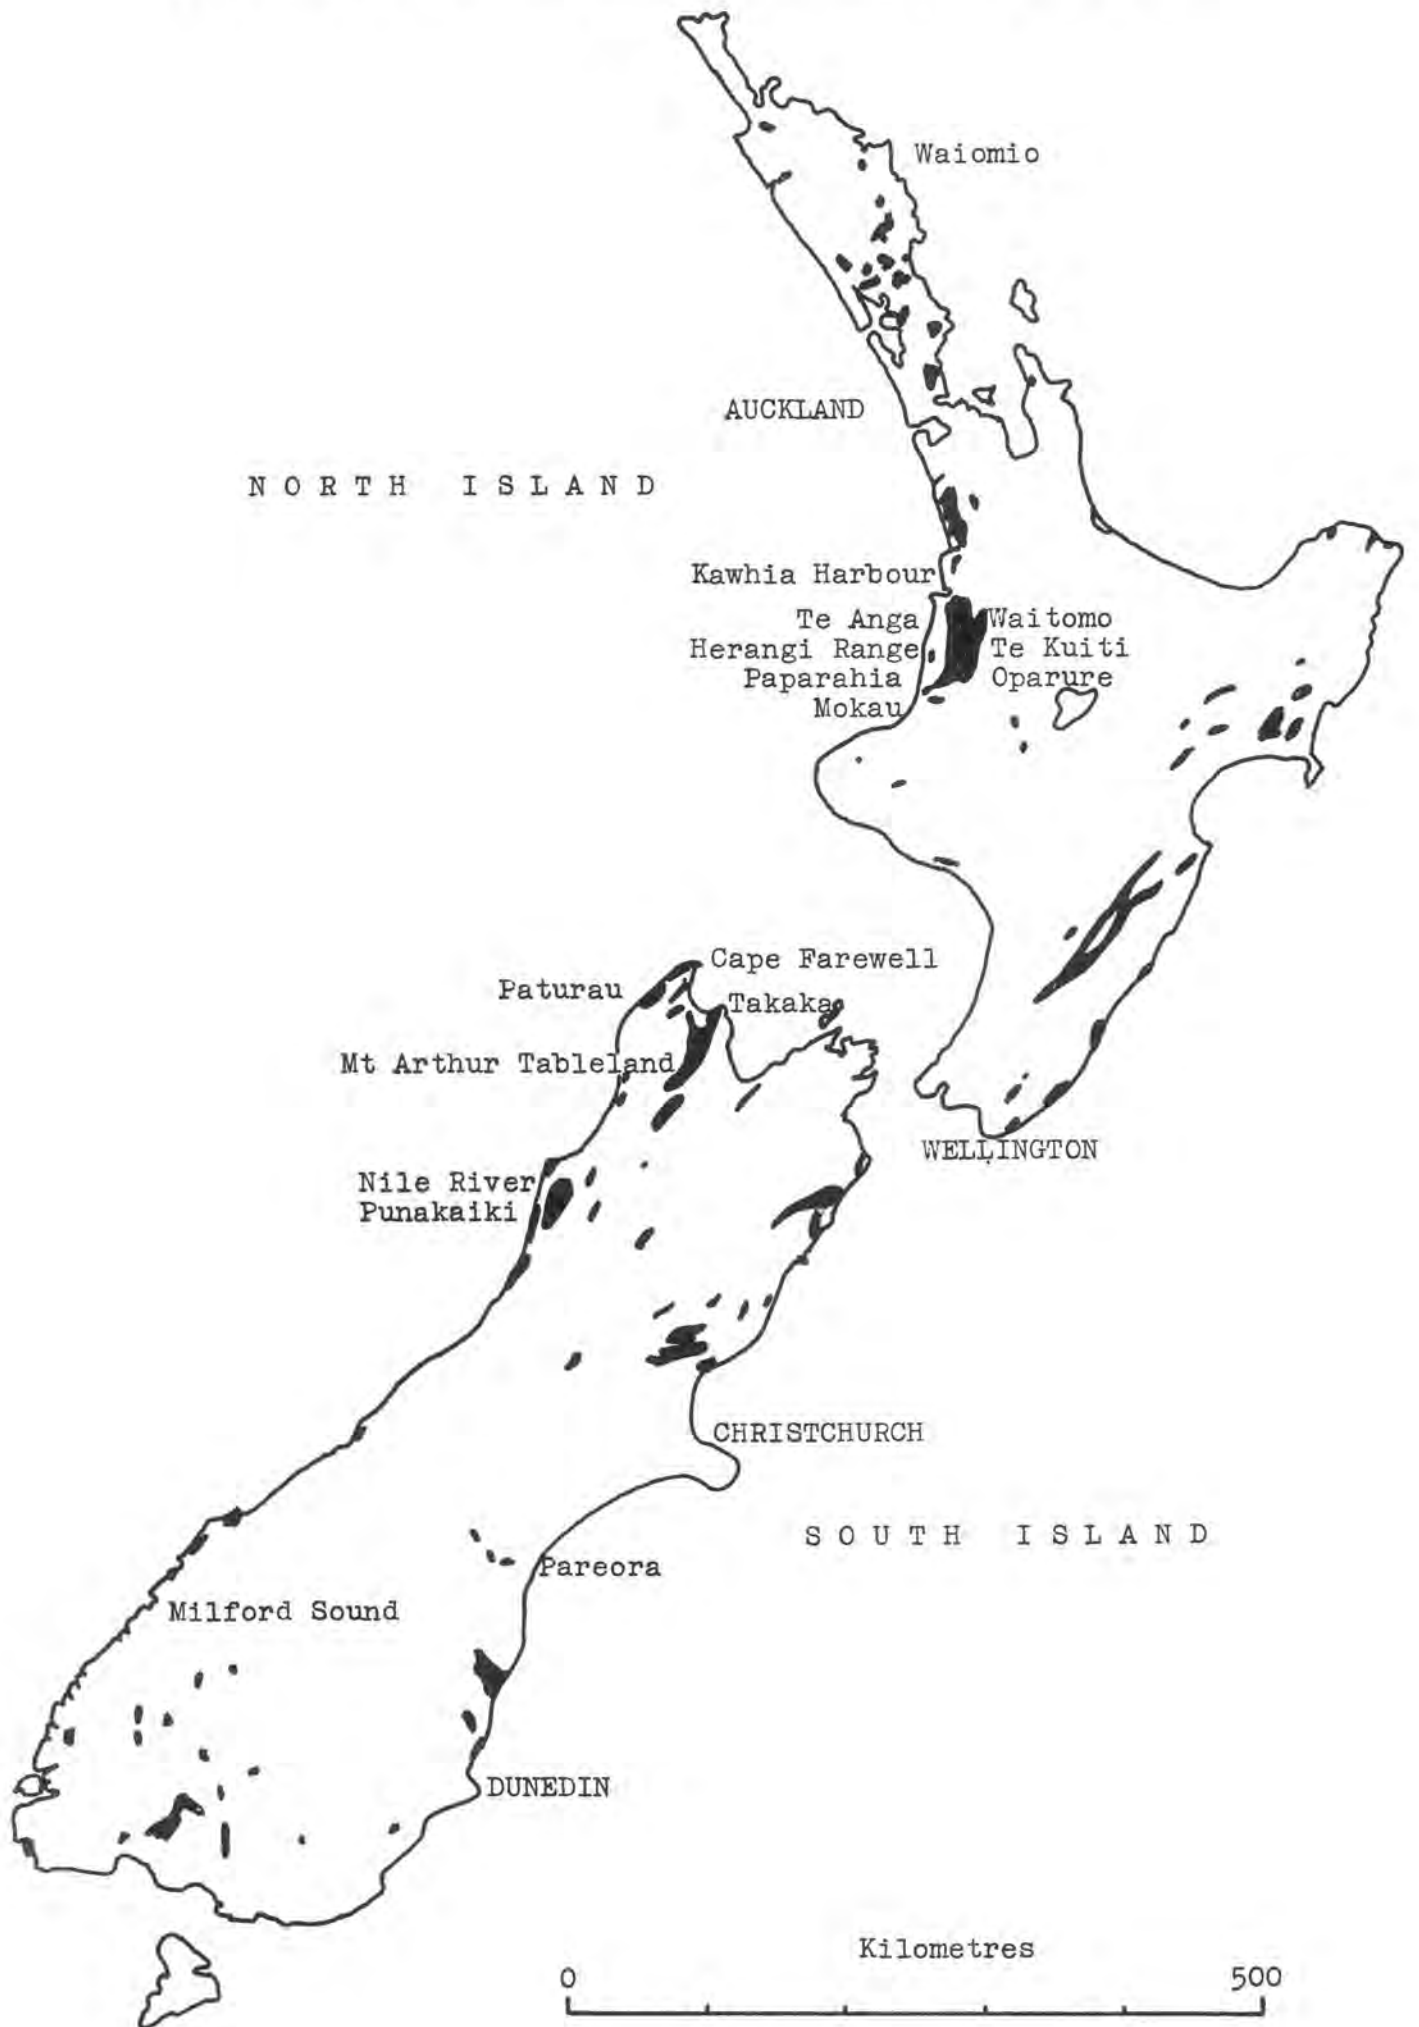 Waiomio
AUCKLAND
NORTH ISLAND
Kawhia Harbour
Te Anga
Waitomo
Herangi Range
Te Kuiti
Paparahia
Oparure
Mokau
Cape Farewell
Paturau
Takaka
Mt Arthur Tableland
WELLINGTON
Nile River
Punakaiki
CHRISTCHURCH
SOUTH ISLAND
Pareora
Milford Sound
DUNEDIN
Kilometres
0 500